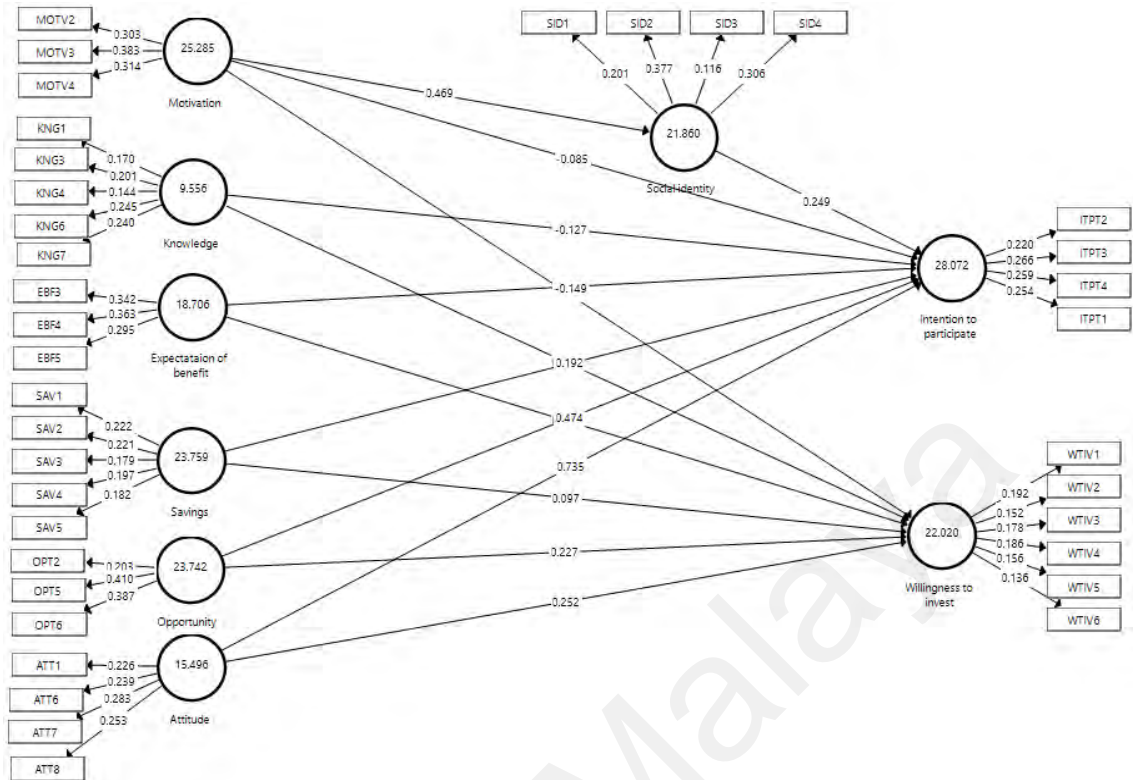 MOTV2
0.303
MOTV3
0.383
MOTV4
0.314
25.285
Motivation
SID1
SID2
SID3
SID4
0.201
0.377
0.116
0.306
21.860
Social identity
0.469
-0.085
0.249
KNG1
KNG3
KNG4
KNG6
KNG7
0.170
0.201
0.144
0.245
0.240
9.556
Knowledge
-0.127
-0.149
EBF3
EBF4
EBF5
0.342
0.363
0.295
18.706
Expectataion of
benefit
28.072
Intention to
participate
0.220
0.266
0.259
0.254
ITPT2
ITPT3
ITPT4
ITPT1
0.192
0.474
0.735
SAV1
SAV2
SAV3
SAV4
SAV5
0.222
0.221
0.179
0.197
0.182
23.759
Savings
0.097
OPT2
OPT5
OPT6
0.203
0.410
0.387
23.742
Opportunity
0.227
0.252
22.020
Willingness to
invest
0.192
0.152
0.178
0.186
0.156
0.136
WTIV1
WTIV2
WTIV3
WTIV4
WTIV5
WTIV6
ATT1
ATT6
ATT7
ATT8
0.226
0.239
0.283
0.253
15.496
Attitude
Malaya